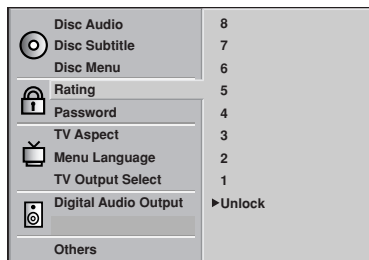 Disc Audio
Disc Subtitle
Disc Menu
Rating
Password
TV Aspect
Menu Language
TV Output Select
Digital Audio Output
Others
8
7
6
5
4
3
2
1
▶Unlock